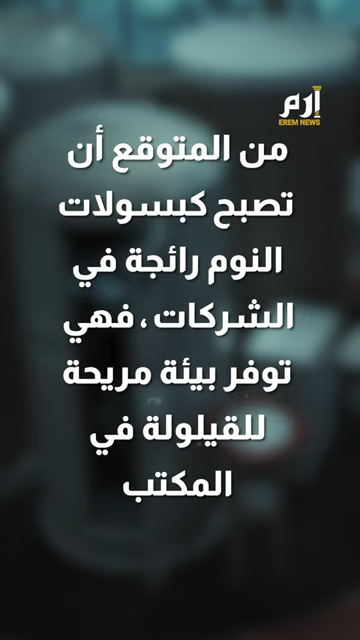 إرم
EREM NEWS
من المتوقع أن
تصبح كبسولات
النوم رائجة في
الشركات، فهي
توفر بيئة مريحة
للقيلولة في
المكتب